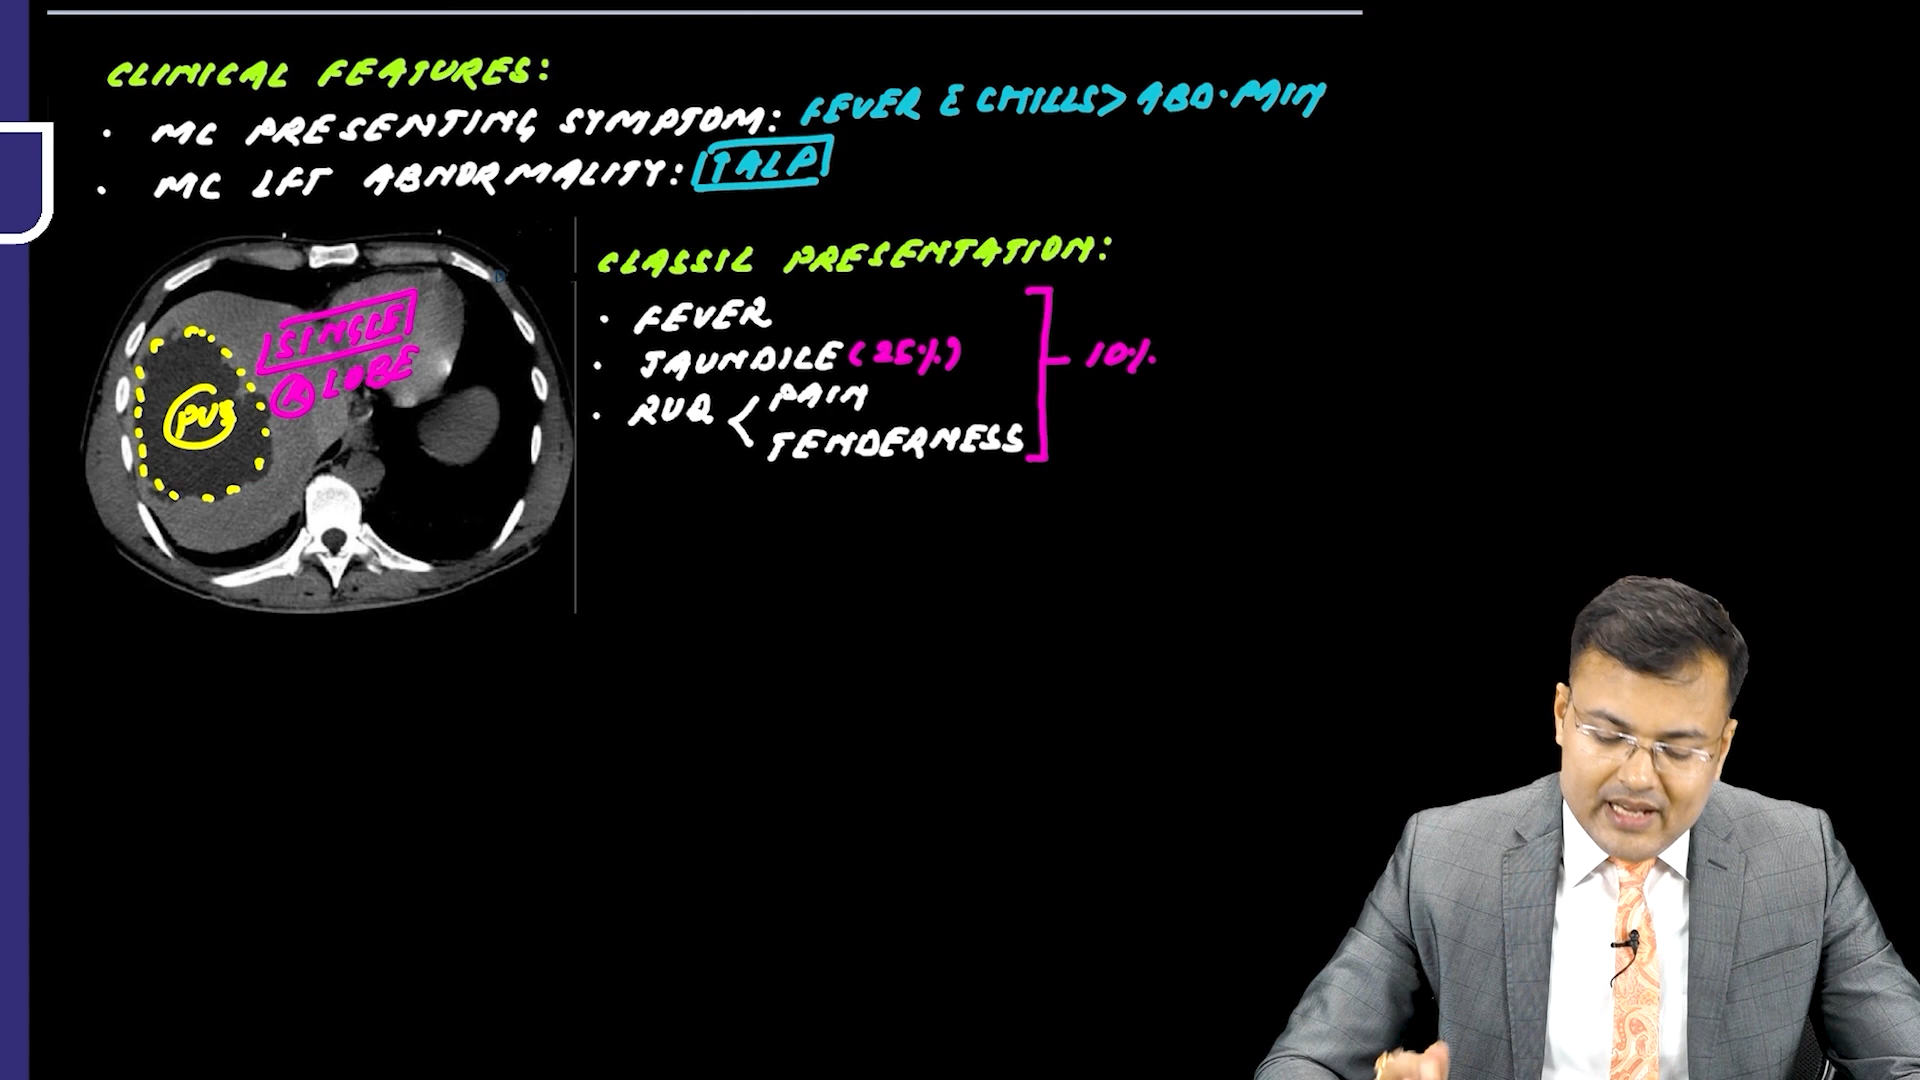 CLINICAL FEATURES:
• MC PRESENTING SYMPTOM: FEVER & CHILLS > ABD. PAIN
• MC LFT ABNORMALITY: ↑ALP
CLASSIC PRESENTATION:
• FEVER
• JAUNDICE (25%)
• RUQ < PAIN
TENDERNESS
10%
SINGLE
R LOBE
PUS